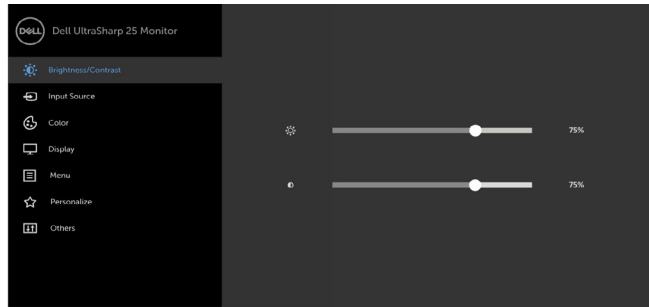 DELL Dell UltraSharp 25 Monitor
Brightness/Contrast
Input Source
Color
75%
Display
Menu
75%
Personalize
Others